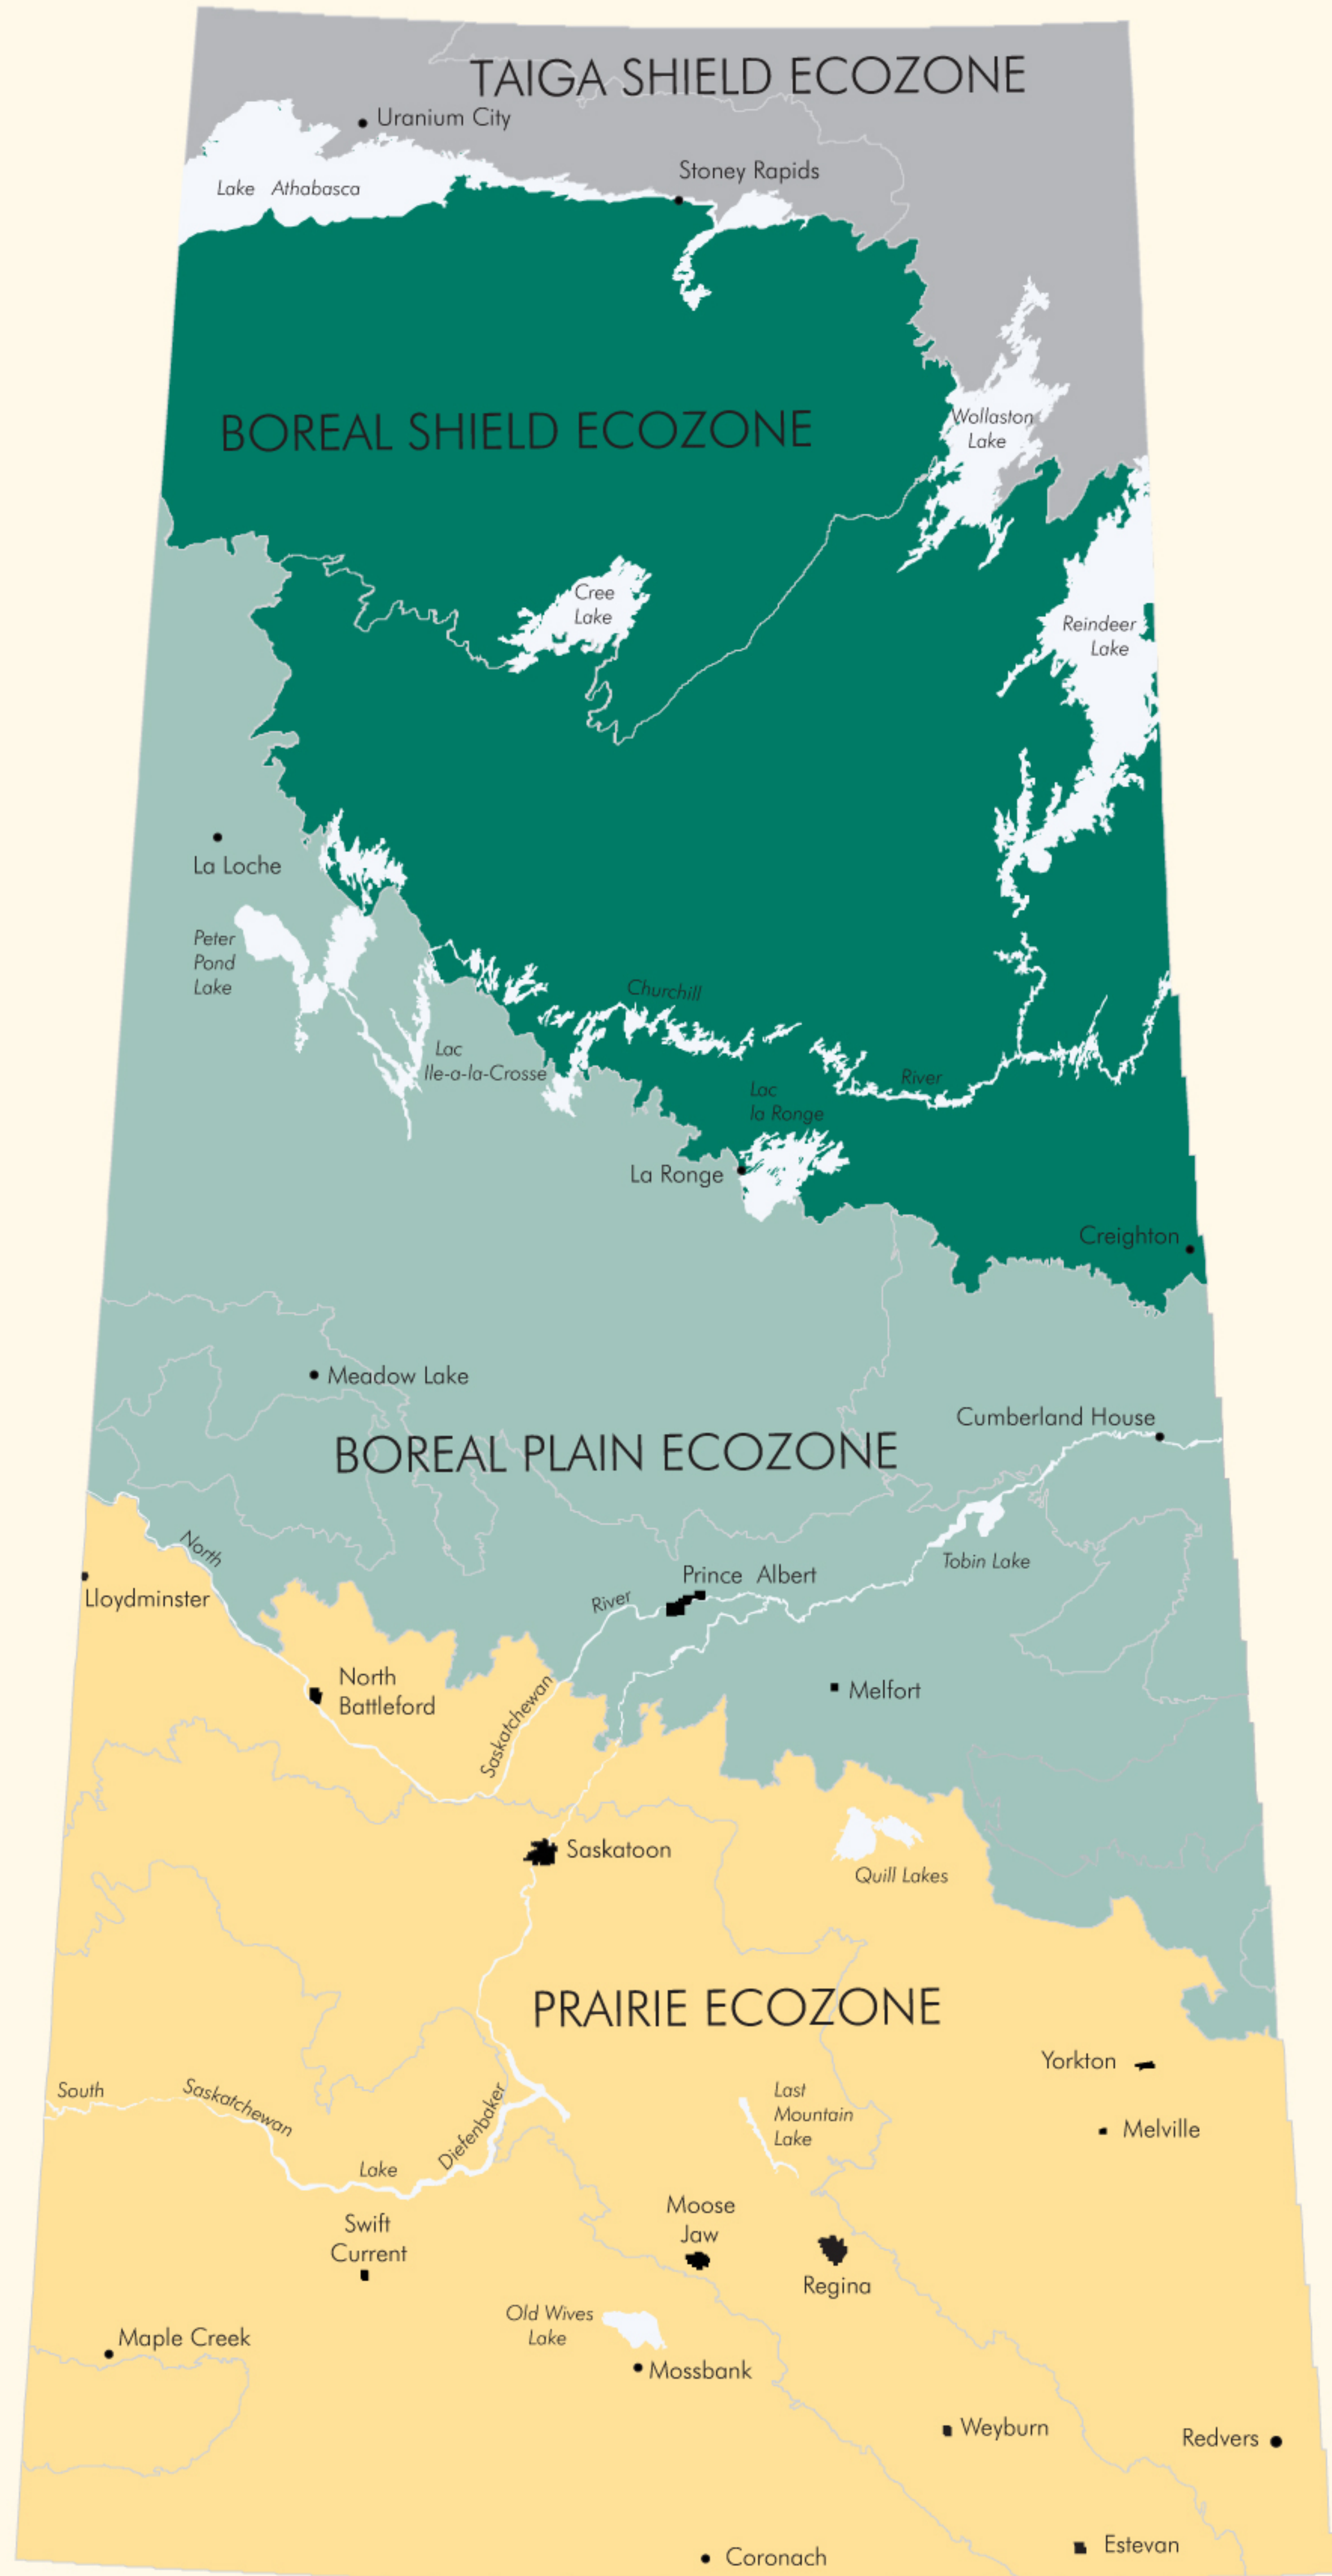 TAIGA SHIELD ECOZONE
Uranium City
Stoney Rapids
Lake Athabasca
BOREAL SHIELD ECOZONE
Wollaston
Lake
Cree
Lake
Reindeer
Lake
La Loche
Peter
Pond
Lake
Churchill
Lac
Ile-a-la-Crosse
River
Lac
la Ronge
La Ronge
Creighton
Meadow Lake
Cumberland House
BOREAL PLAIN ECOZONE
North
Tobin Lake
Prince Albert
Lloydminster
River
North
Battleford
Saskatchewan
Melfort
Saskatoon
Quill Lakes
PRAIRIE ECOZONE
Yorkton
South
Saskatchewan
Diefenbaker
Last
Mountain
Lake
Melville
Lake
Moose
Jaw
Swift
Current
Regina
Old Wives
Lake
Maple Creek
Mossbank
Weyburn
Redvers
Estevan
Coronach